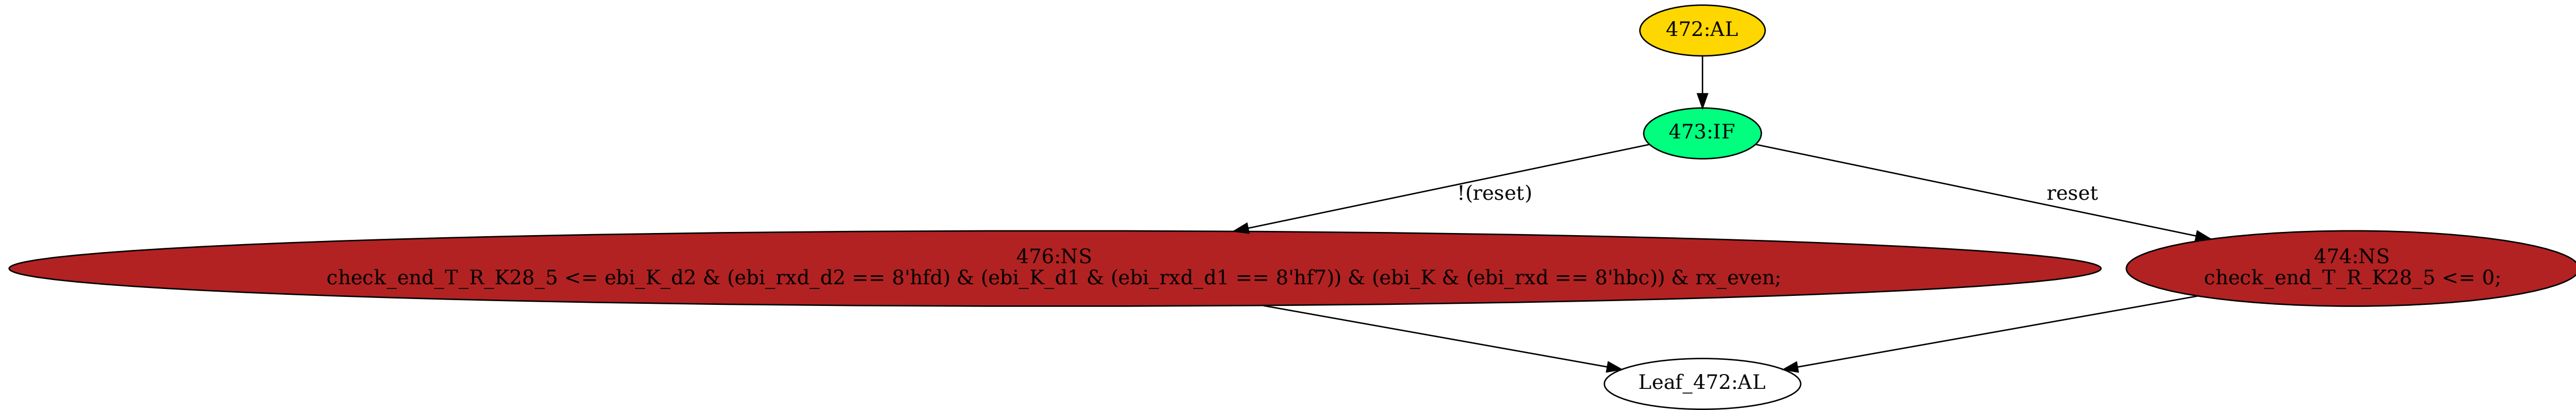 472:AL
473:IF
!(reset)
reset
476:NS
check_end_T_R_K28_5 <= ebi_K_d2 & (ebi_rxd_d2 == 8'hfd) & (ebi_K_d1 & (ebi_rxd_d1 == 8'hf7)) & (ebi_K & (ebi_rxd == 8'hbc)) & rx_even;
474:NS
check_end_T_R_K28_5 <= 0;
Leaf_472:AL